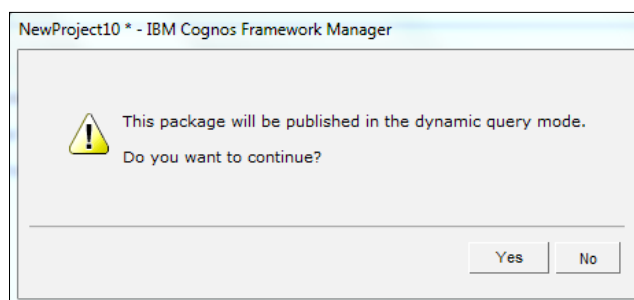 NewProject10 * - IBM Cognos Framework Manager
This package will be published in the dynamic query mode.
Do you want to continue?
Yes No